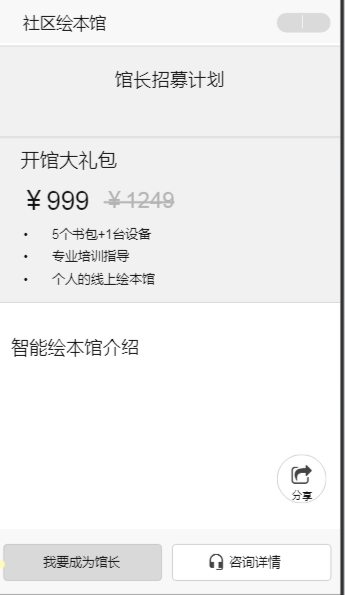 社区绘本馆
馆长招募计划
开馆大礼包
￥999 ￥1249
• 5个书包+1台设备
• 专业培训指导
• 个人的线上绘本馆
智能绘本馆介绍
分享
我要成为馆长 咨询详情